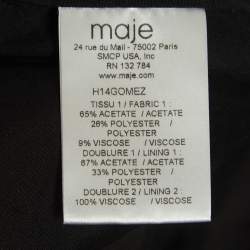 maje
24 rue du Mail - 75002 Paris
SMCP USA, Inc
RN 132 784
www.maje.com
H14GOMEZ
TISSU 1 / FABRIC 1 :
65% ACETATE / ACETATE
26% POLYESTER /
POLYESTER
9% VISCOSE / VISCOSE
DOUBLURE 1 / LINING 1 :
67% ACETATE / ACETATE
33% POLYESTER /
POLYESTER
DOUBLURE 2 / LINING 2 :
100% VISCOSE / VISCOSE